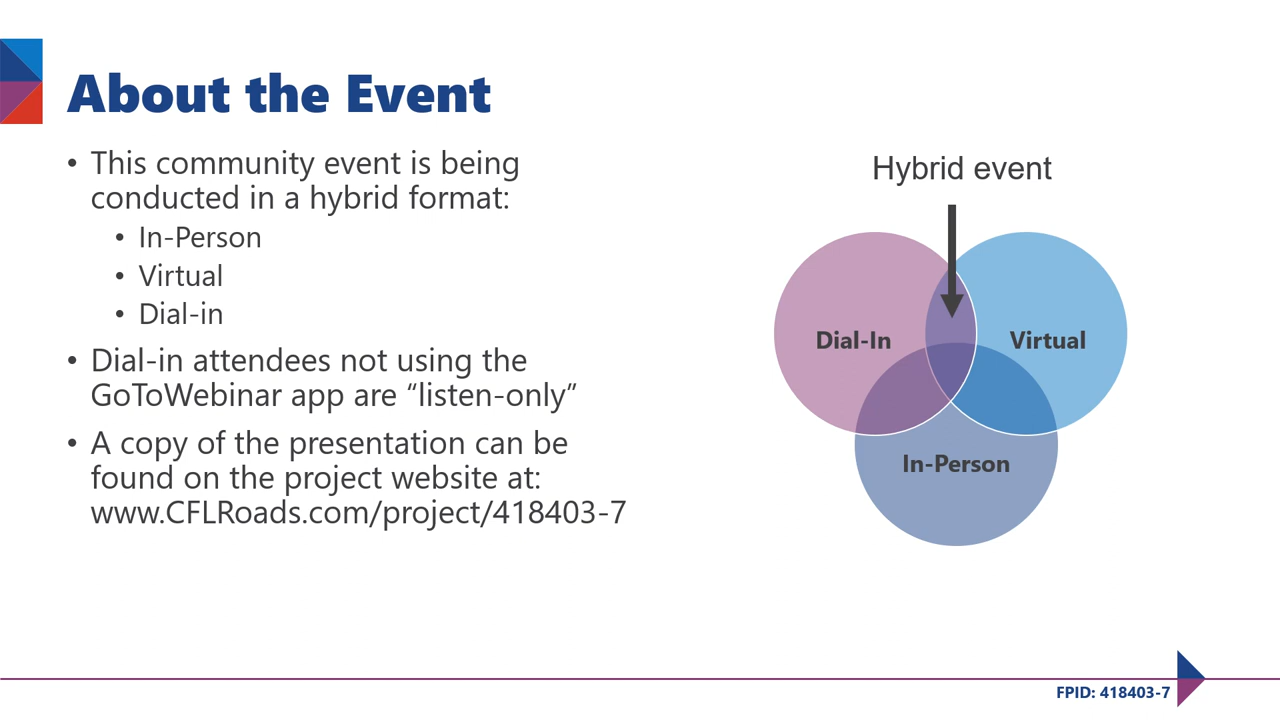 About the Event
• This community event is being
conducted in a hybrid format:
• In-Person
• Virtual
• Dial-in
• Dial-in attendees not using the
GoToWebinar app are “listen-only”
• A copy of the presentation can be
found on the project website at:
www.CFLRoads.com/project/418403-7
Hybrid event
Dial-In
Virtual
In-Person
FPID: 418403-7